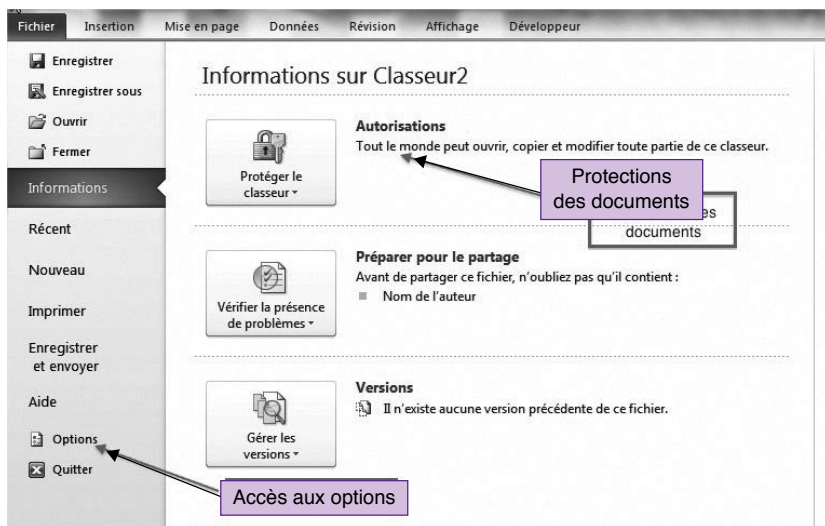 Fichier Insertion Mise en page Données Révision Affichage Développeur
Enregistrer
Enregistrer sous
Ouvrir
Fermer
Informations
Récent
Nouveau
Imprimer
Enregistrer
et envoyer
Aide
Options
Quitter
Informations sur Classeur2
Protéger le
classeur
Autorisations
Tout le monde peut ouvrir, copier et modifier toute partie de ce classeur.
Protections
des documents
documents
Vérifier la présence
de problèmes
Préparer pour le partage
Avant de partager ce fichier, n'oubliez pas qu'il contient :
Nom de l'auteur
Gérer les
versions
Versions
Il n'existe aucune version précédente de ce fichier.
Accès aux options